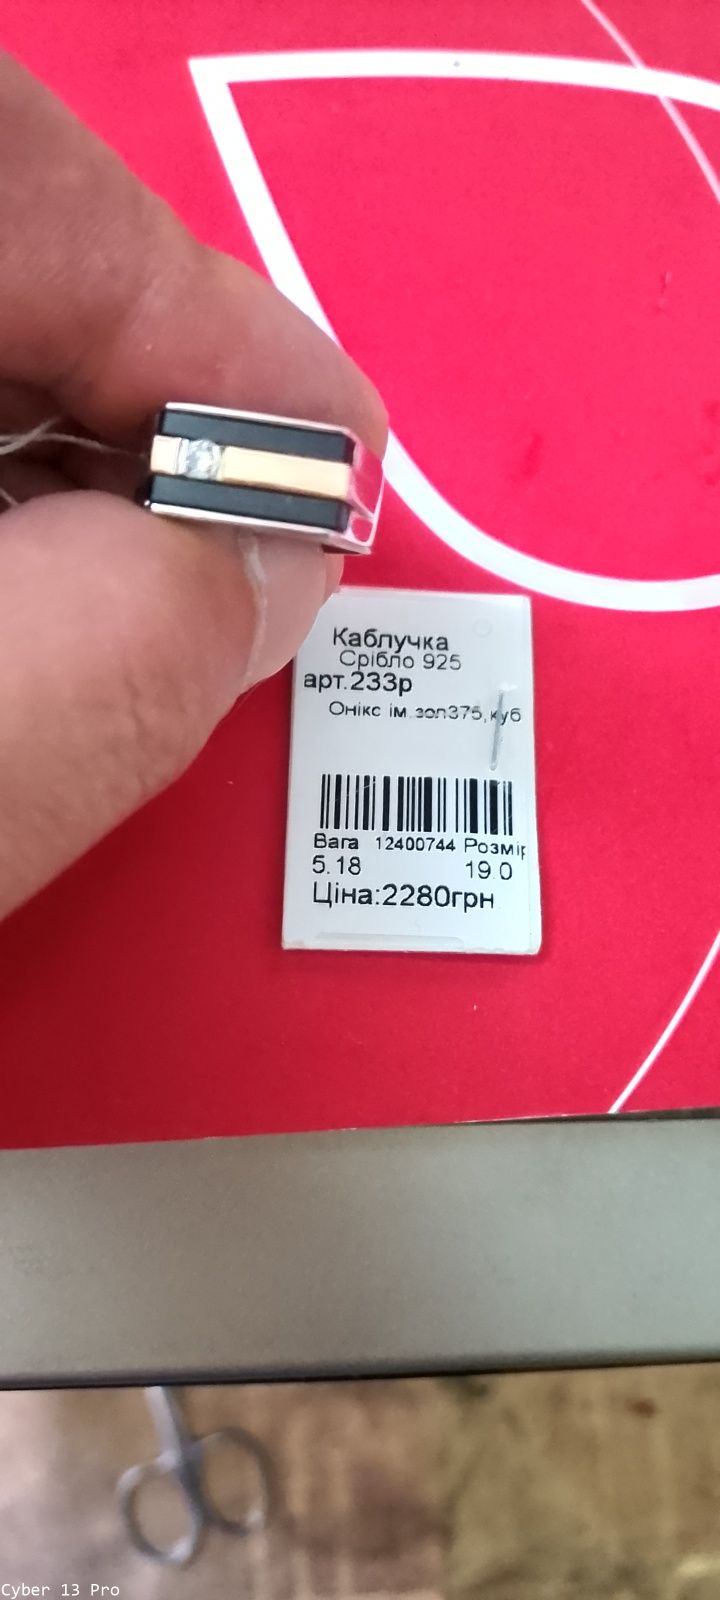 Каблучка
Срібло 925
арт.233р
Онікс ім.зол375,куб
Вага 12400744 Розмір
5.18 19.0
Ціна:2280грн
Cyber 13 Pro